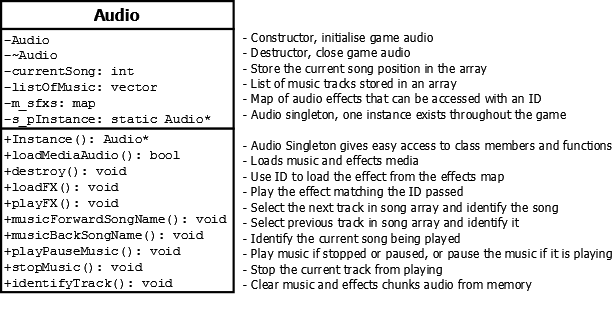 Audio
-Audio - Constructor, initialise game audio
-~Audio - Destructor, close game audio
-currentSong: int - Store the current song position in the array
-listOfMusic: vector - List of music tracks stored in an array
-m_sfxs: map - Map of audio effects that can be accessed with an ID
-s_pInstance: static Audio* - Audio singleton, one instance exists throughout the game
+Instance(): Audio* - Audio Singleton gives easy access to class members and functions
+loadMediaAudio(): bool - Loads music and effects media
+destroy(): void - Use ID to load the effect from the effects map
+loadFX(): void - Play the effect matching the ID passed
+playFX(): void - Select the next track in song array and identify the song
+musicForwardSongName(): void - Select previous track in song array and identify it
+musicBackSongName(): void - Identify the current song being played
+playPauseMusic(): void - Play music if stopped or paused, or pause the music if it is playing
+stopMusic(): void - Stop the current track from playing
+identifyTrack(): void - Clear music and effects chunks audio from memory